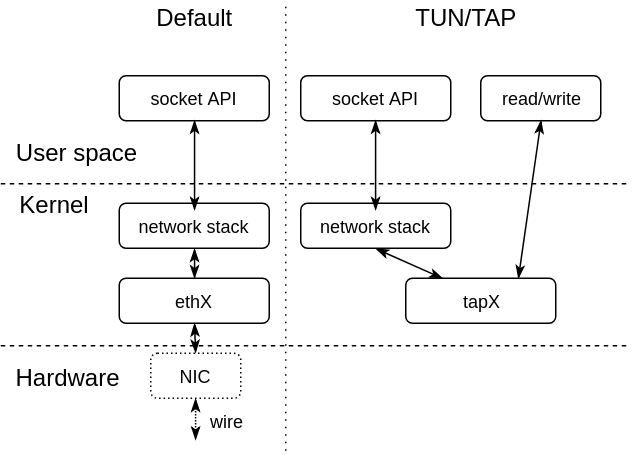 Default
TUN/TAP
socket API
socket API
read/write
User space
Kernel
network stack
network stack
ethX
tapX
Hardware
NIC
wire